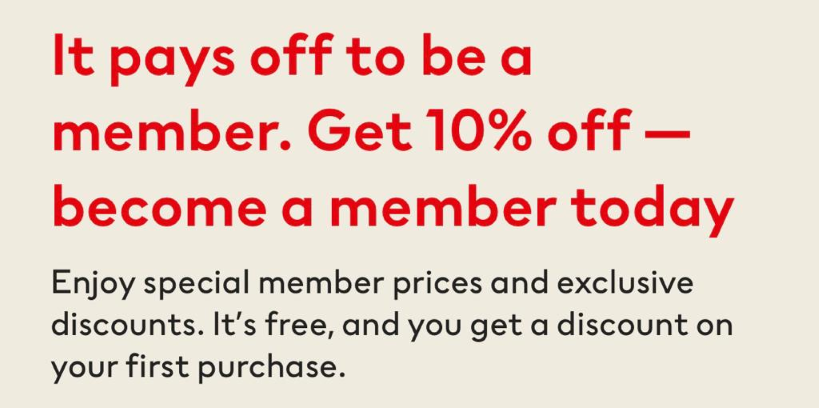 It pays off to be a
member. Get 10% off —
become a member today
Enjoy special member prices and exclusive
discounts. It’s free, and you get a discount on
your first purchase.